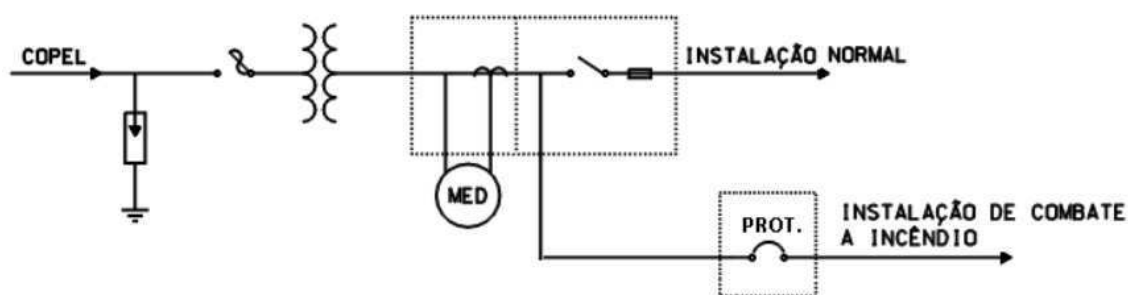 COPEL
INSTALAÇÃO NORMAL
MED
PROT.
INSTALAÇÃO DE COMBATE
A INCÊNDIO